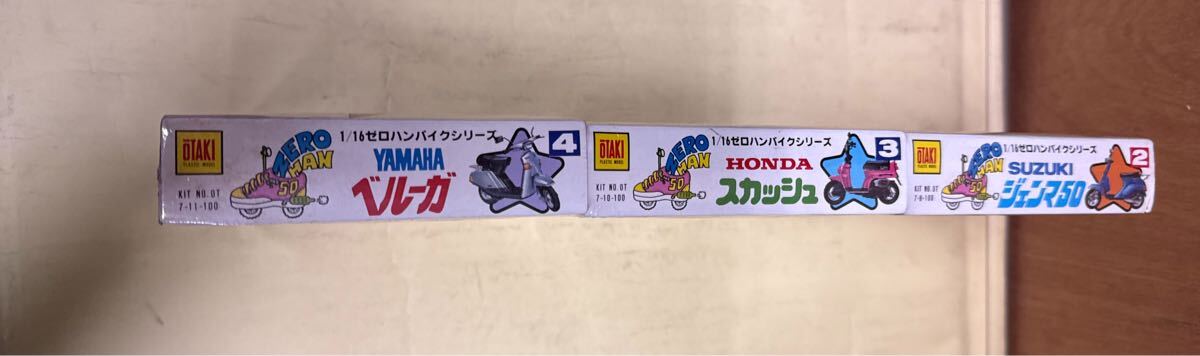 OTAKI
PLASTIC MODEL
KIT NO.OT
7-11-100
ZERO
MAN
50
1/16ゼロハンバイクシリーズ
YAMAHA
ベルーガ
4
OTAKI
PLASTIC MODEL
KIT NO.OT
7-10-100
ZERO
MAN
50
1/16ゼロハンバイクシリーズ
HONDA
スカッシュ
3
OTAKI
PLASTIC MODEL
KIT NO.OT
7-8-100
ZERO
MAN
50
1/16ゼロハンバイクシリーズ
SUZUKI
ジェンマ50
2